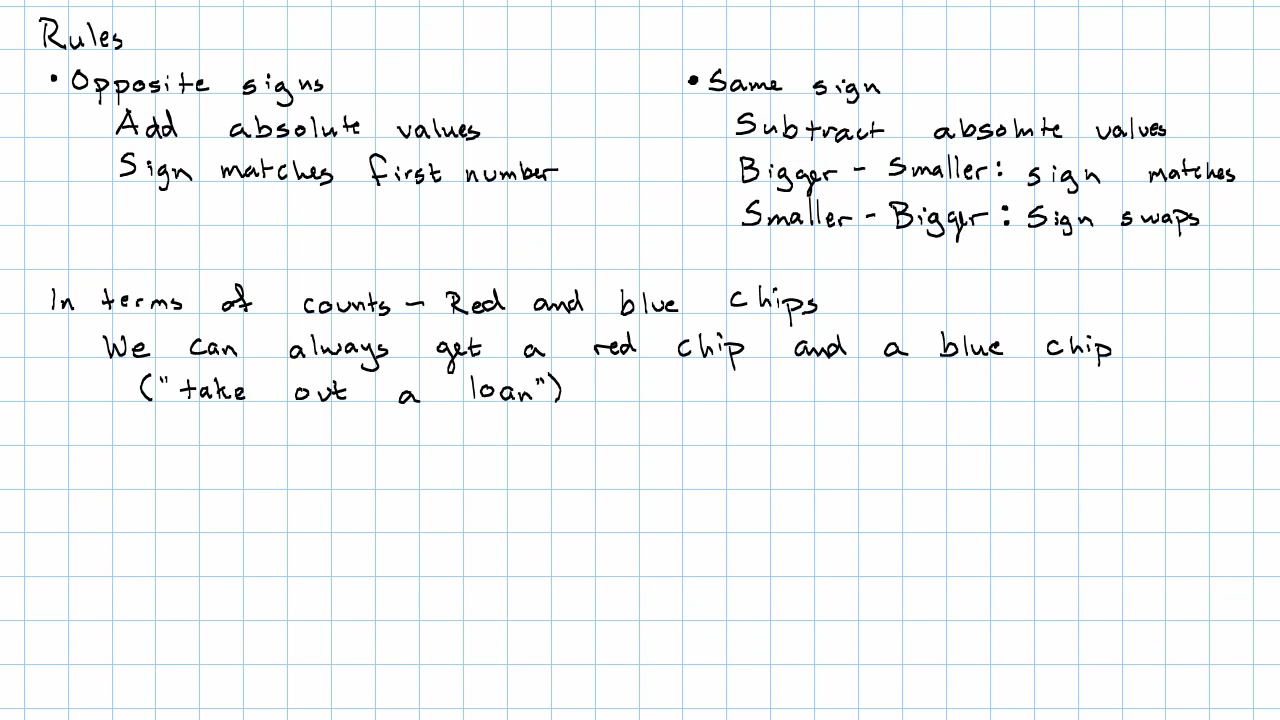 Rules
• Opposite signs
Add absolute values
Sign matches first number
• Same sign
Subtract absolute values
Bigger - Smaller: sign matches
Smaller - Bigger: Sign swaps
In terms of counts - Red and blue chips
We can always get a red chip and a blue chip
("take out a loan")